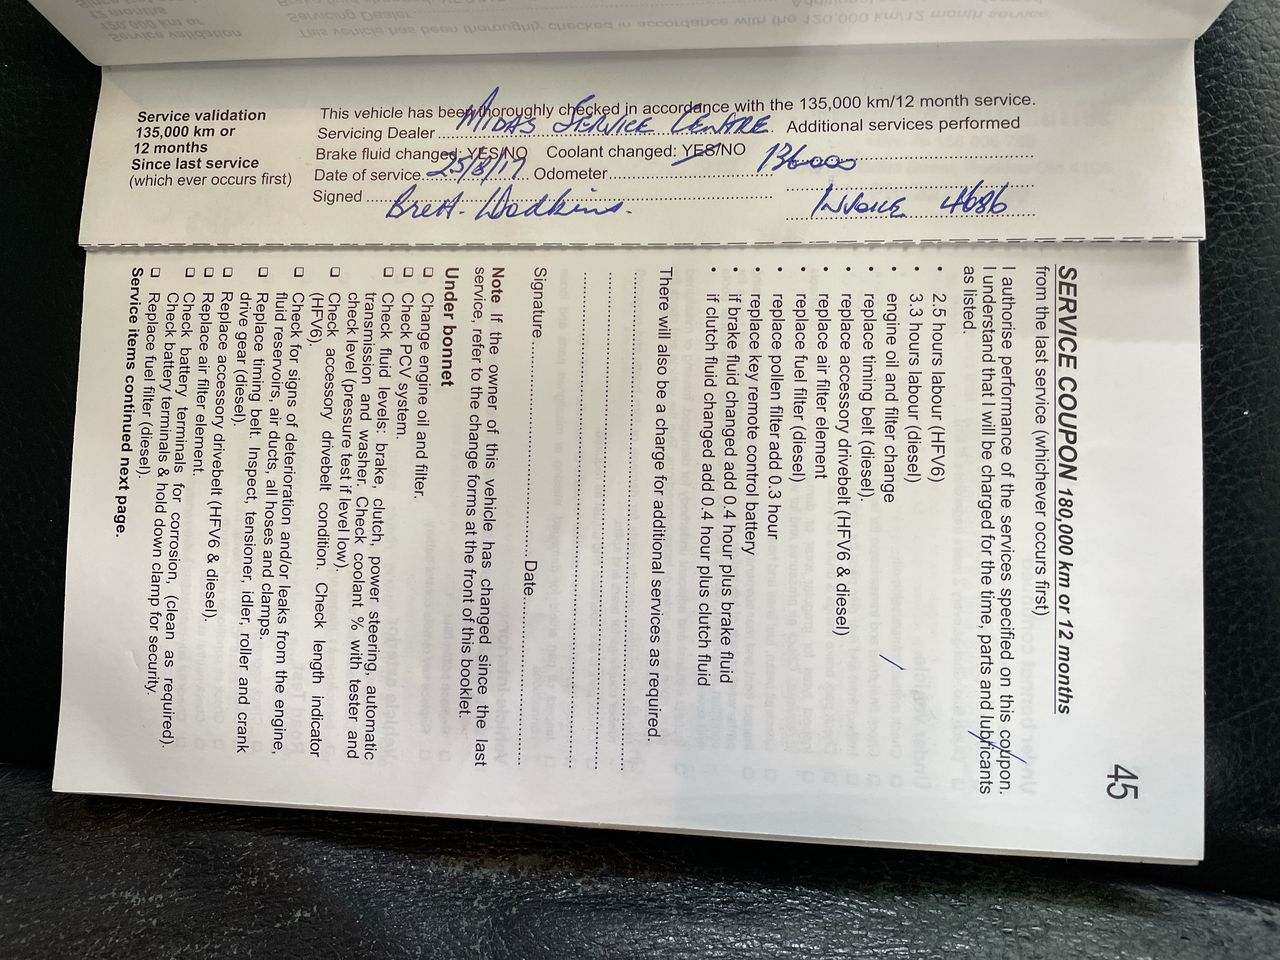 Service validation
135,000 km or
12 months
Since last service
(which ever occurs first)
This vehicle has been thoroughly checked in accordance with the 135,000 km/12 month service.
Servicing Dealer MIDAS SERVICE CENTRE. Additional services performed
Brake fluid changed: YES/NO Coolant changed: YES/NO
Date of service 25/8/17 Odometer 136000
Signed Brett Wodkins. INVOICE 4686
45
SERVICE COUPON 180,000 km or 12 months
from the last service (whichever occurs first)
I authorise performance of the services specified on this coupon.
I understand that I will be charged for the time, parts and lubricants
as listed.
• 2.5 hours labour (HFV6)
• 3.3 hours labour (diesel)
• engine oil and filter change
• replace timing belt (diesel),
• replace accessory drivebelt (HFV6 & diesel)
• replace air filter element
• replace fuel filter (diesel)
• replace pollen filter add 0.3 hour
• replace key remote control battery
• if brake fluid changed add 0.4 hour plus brake fluid
• if clutch fluid changed add 0.4 hour plus clutch fluid
There will also be a charge for additional services as required.
Signature Date
Note If the owner of this vehicle has changed since the last
service, refer to the change forms at the front of this booklet.
Under bonnet
❑ Change engine oil and filter.
❑ Check PCV system.
❑ Check fluid levels: brake, clutch, power steering, automatic
transmission and washer. Check coolant % with tester and
check level (pressure test if level low).
❑ Check accessory drivebelt condition. Check length indicator
(HFV6).
❑ Check for signs of deterioration and/or leaks from the engine,
fluid reservoirs, air ducts, all hoses and clamps.
❑ Replace timing belt. Inspect, tensioner, idler, roller and crank
drive gear (diesel).
❑ Replace accessory drivebelt (HFV6 & diesel).
❑ Replace air filter element.
❑ Check battery terminals for corrosion, (clean as required).
Check battery terminals & hold down clamp for security.
❑ Replace fuel filter (diesel).
Service items continued next page.